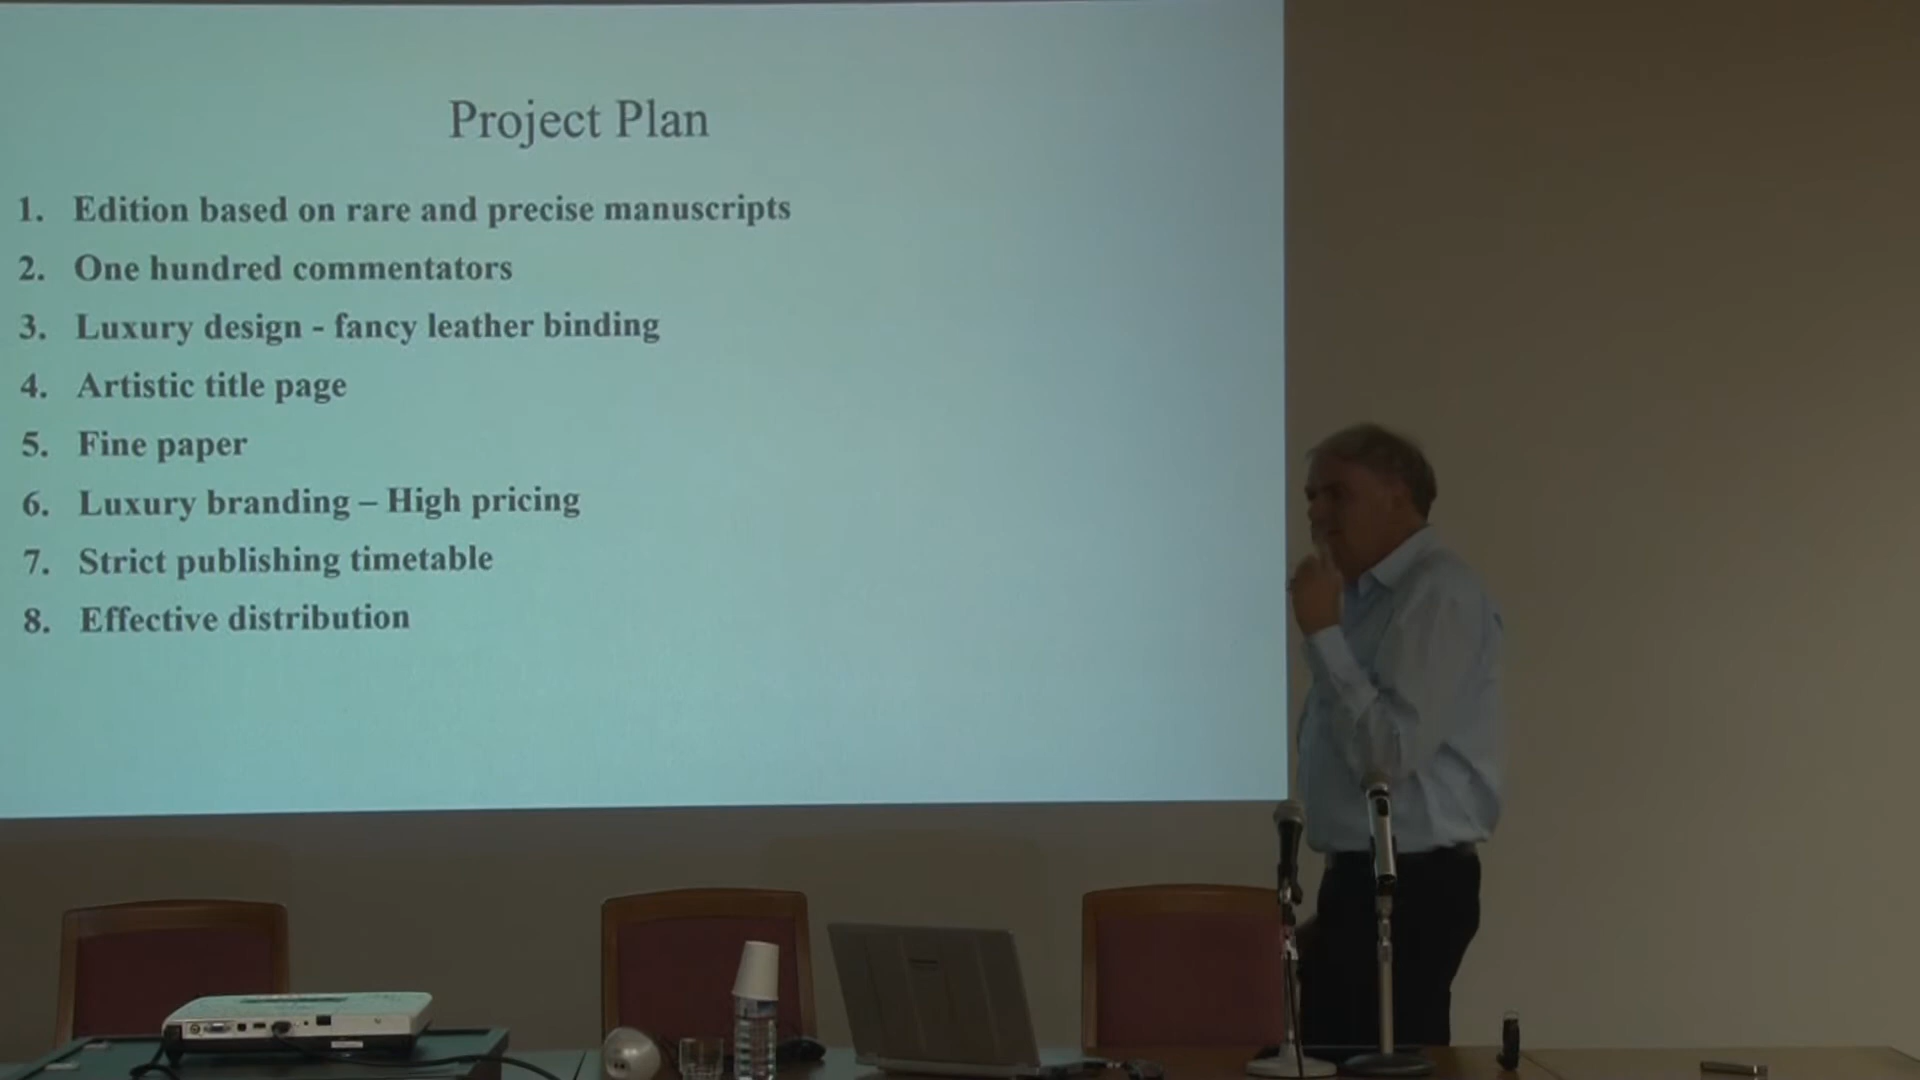 Project Plan
1. Edition based on rare and precise manuscripts
2. One hundred commentators
3. Luxury design - fancy leather binding
4. Artistic title page
5. Fine paper
6. Luxury branding – High pricing
7. Strict publishing timetable
8. Effective distribution